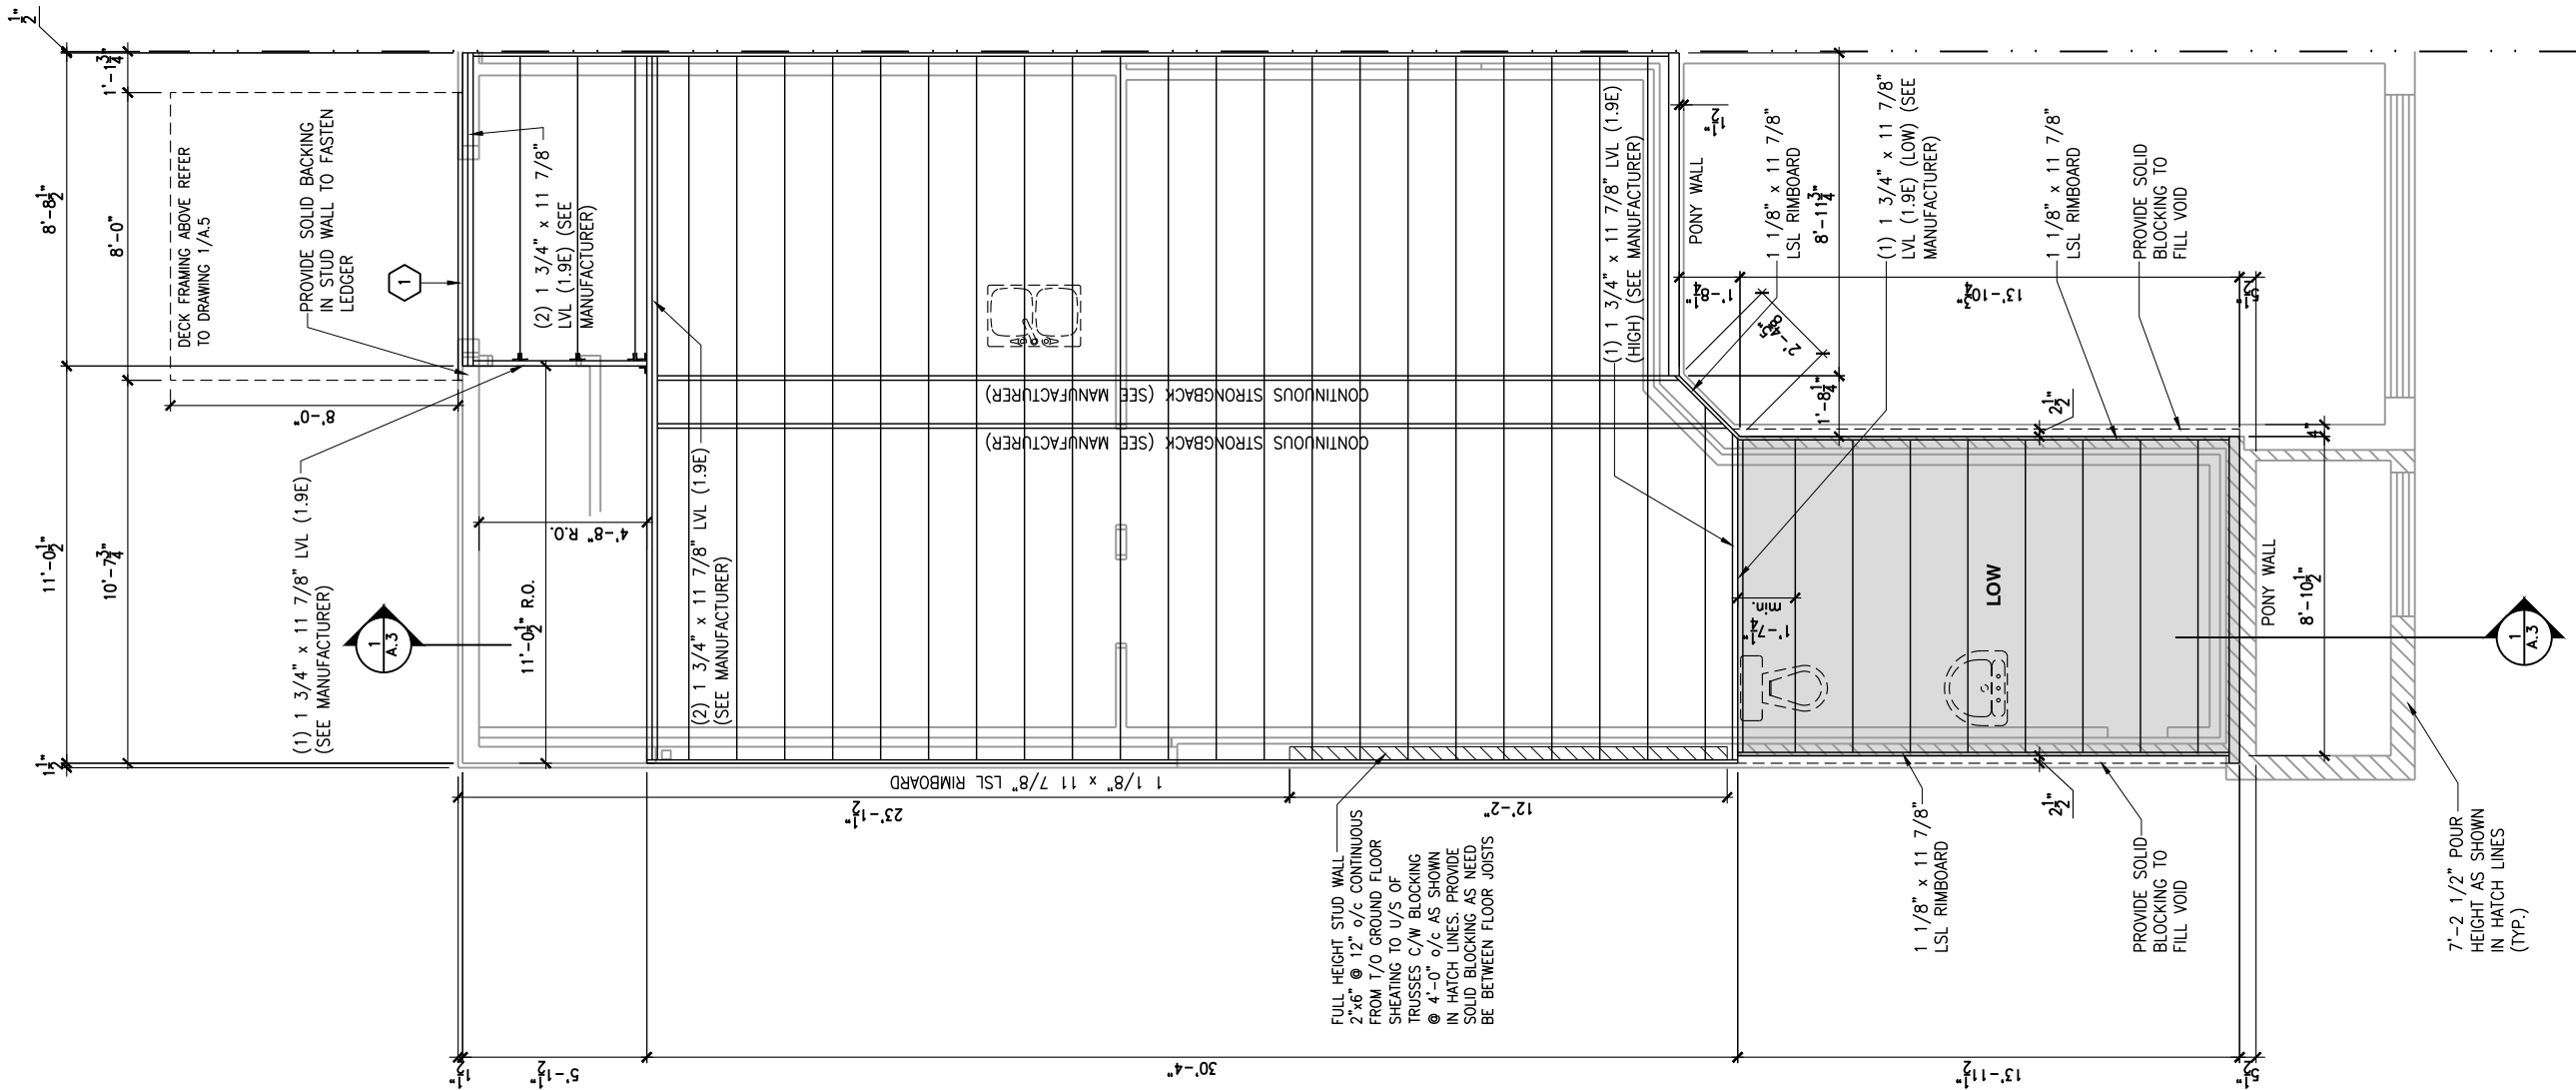 1 1/2"
8'-8 1/2"
11'-0 1/2"
1 1/2"
1'-1 3/4"
8'-0"
10'-7 3/4"
DECK FRAMING ABOVE REFER
TO DRAWING 1/A.5
8'-0"
PROVIDE SOLID BACKING
IN STUD WALL TO FASTEN
LEDGER
1
(2) 1 3/4" x 11 7/8"
LVL (1.9E) (SEE
MANUFACTURER)
(1) 1 3/4" x 11 7/8" LVL (1.9E)
(SEE MANUFACTURER)
1
A.3
4'-8" R.O.
11'-0 1/2" R.O.
(2) 1 3/4" x 11 7/8" LVL (1.9E)
(SEE MANUFACTURER)
CONTINUOUS STRONGBACK (SEE MANUFACTURER)
CONTINUOUS STRONGBACK (SEE MANUFACTURER)
1 1/8" x 11 7/8" LSL RIMBOARD
23'-1 1/2"
12'-2"
FULL HEIGHT STUD WALL
2"x6" @ 12" o/c CONTINUOUS
FROM T/O GROUND FLOOR
SHEATING TO U/S OF
TRUSSES C/W BLOCKING
@ 4'-0" o/c AS SHOWN
IN HATCH LINES. PROVIDE
SOLID BLOCKING AS NEED
BE BETWEEN FLOOR JOISTS
(1) 1 3/4" x 11 7/8" LVL (1.9E)
(HIGH) (SEE MANUFACTURER)
1 1/2"
PONY WALL
1 1/8" x 11 7/8"
LSL RIMBOARD
8'-11 3/4"
1'-8 1/4"
(1) 1 3/4" x 11 7/8"
LVL (1.9E) (LOW) (SEE
MANUFACTURER)
1'-8 1/4"
13'-10 3/4"
5 1/2"
2'-4 5/8"
1 1/8" x 11 7/8"
LSL RIMBOARD
PROVIDE SOLID
BLOCKING TO
FILL VOID
2 1/2"
4"
1'-7 1/4"
min.
LOW
PONY WALL
8'-10 1/2"
2 1/2"
1 1/8" x 11 7/8"
LSL RIMBOARD
PROVIDE SOLID
BLOCKING TO
FILL VOID
1
A.3
7'-2 1/2" POUR
HEIGHT AS SHOWN
IN HATCH LINES
(TYP.)
1 1/2"
5'-1 1/2"
30'-4"
13'-11 1/2"
5 1/2"